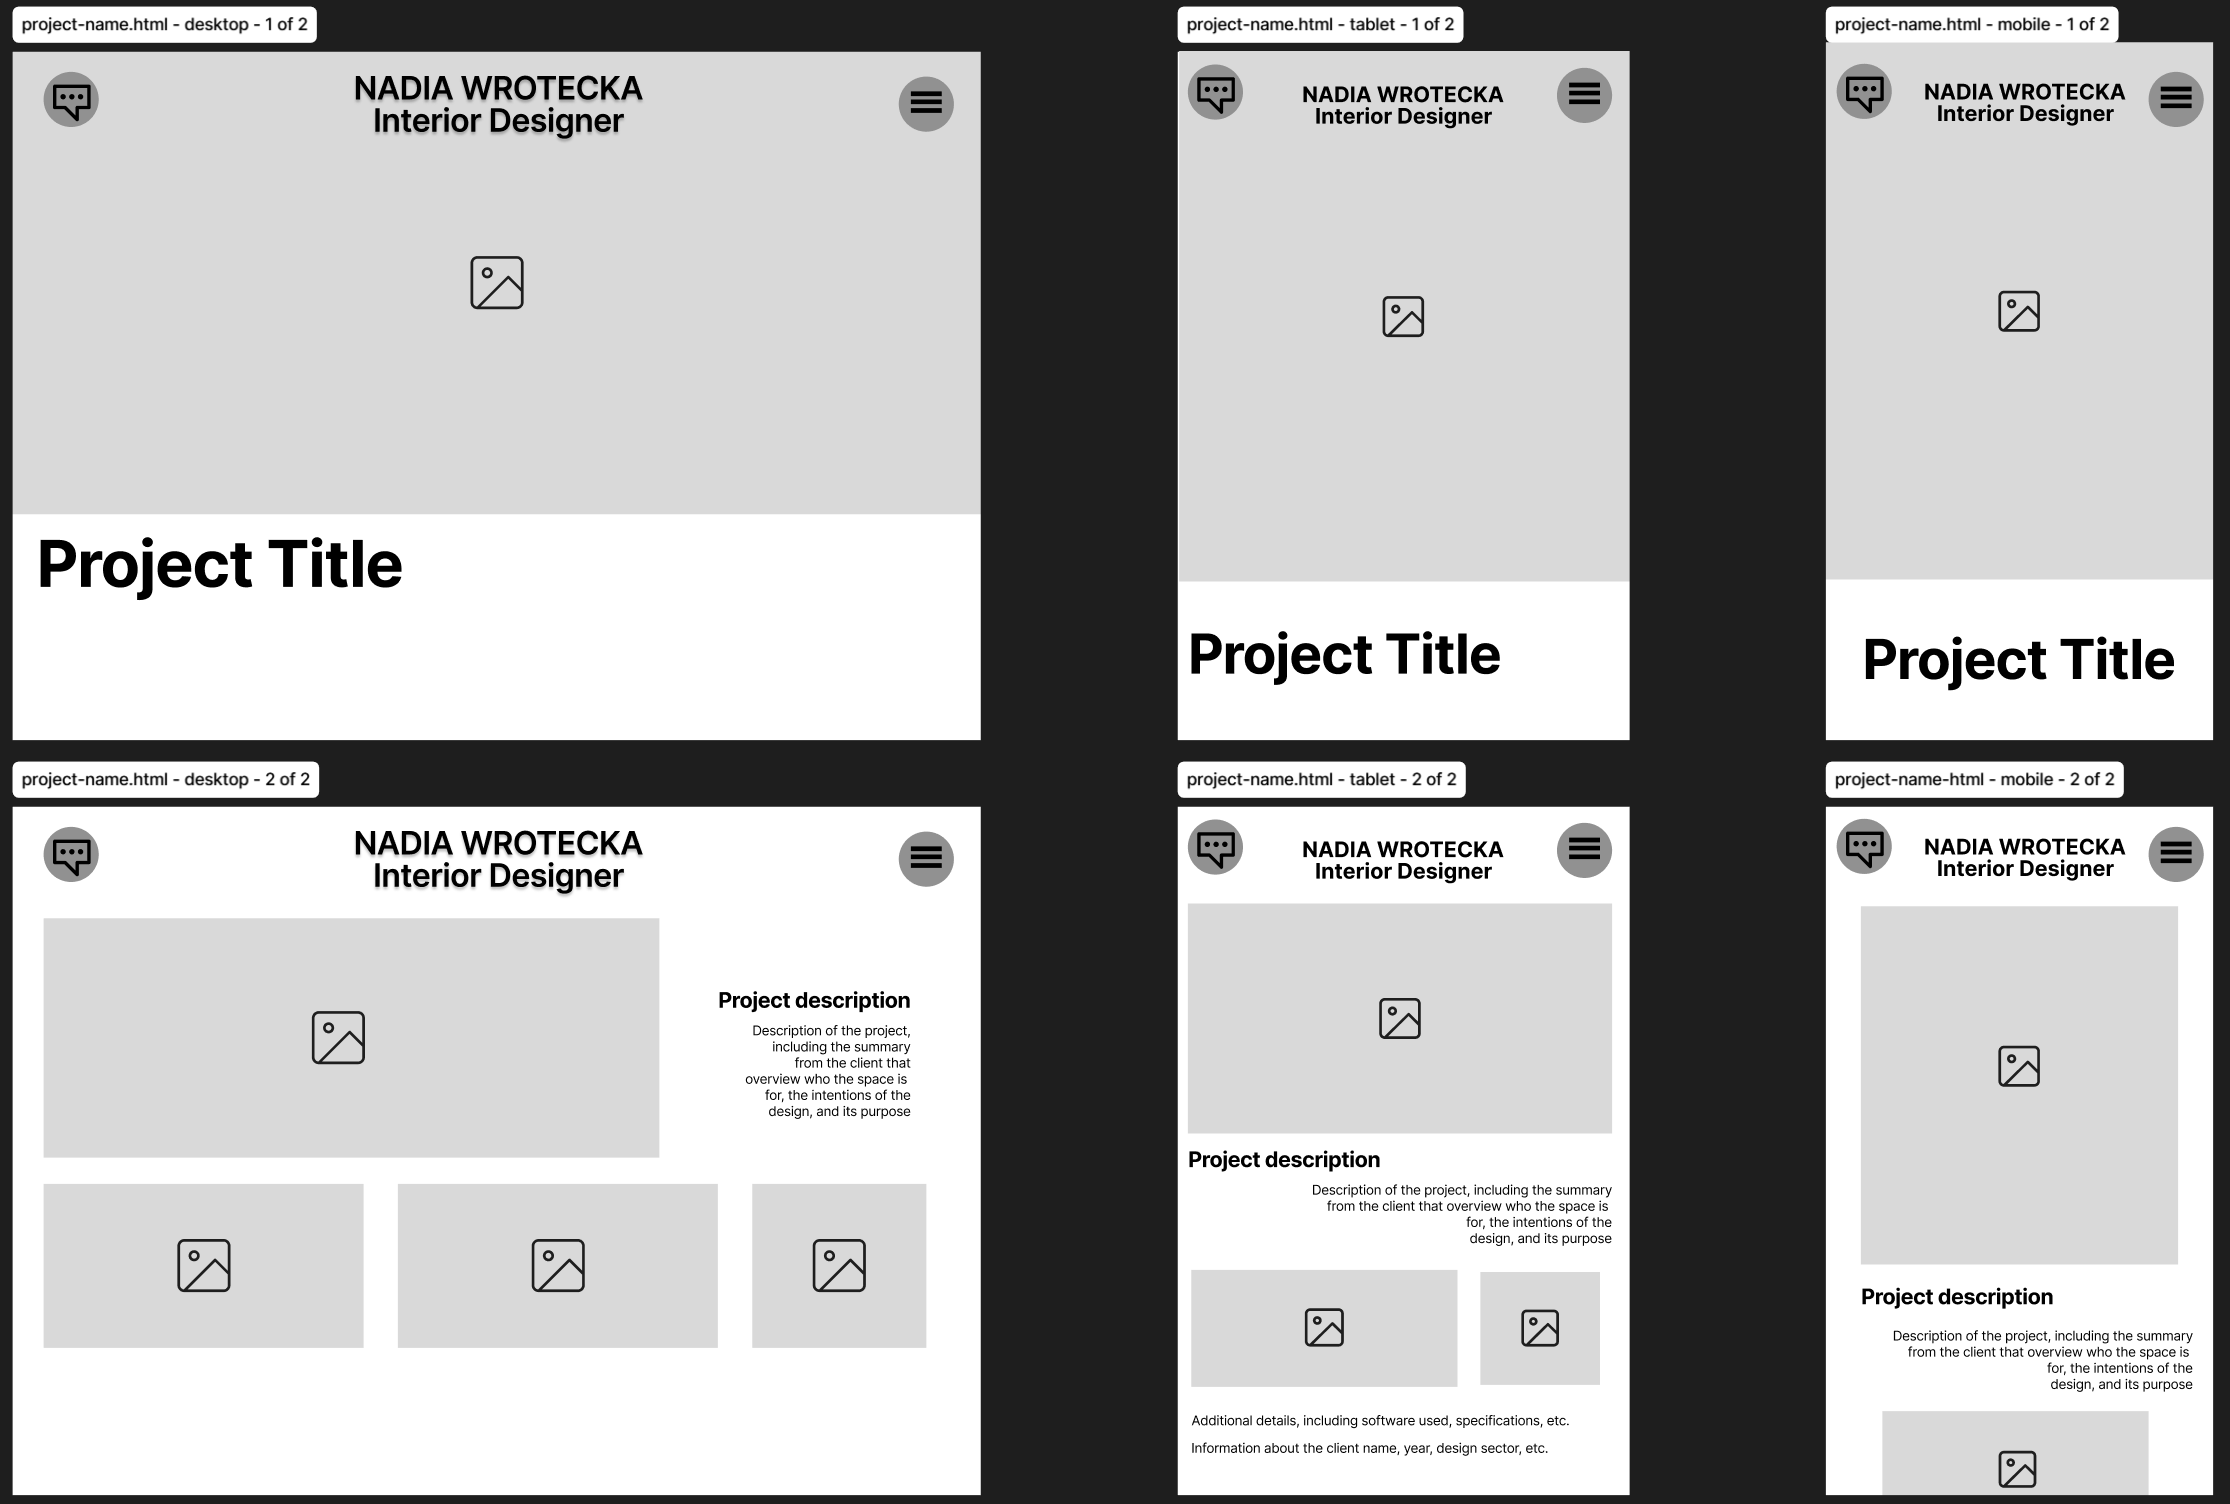 project-name.html - desktop - 1 of 2
NADIA WROTECKA
Interior Designer
Project Title
project-name.html - tablet - 1 of 2
NADIA WROTECKA
Interior Designer
Project Title
project-name.html - mobile - 1 of 2
NADIA WROTECKA
Interior Designer
Project Title
project-name.html - desktop - 2 of 2
NADIA WROTECKA
Interior Designer
Project description
Description of the project,
including the summary
from the client that
overview who the space is
for, the intentions of the
design, and its purpose
project-name.html - tablet - 2 of 2
NADIA WROTECKA
Interior Designer
Project description
Description of the project, including the summary
from the client that overview who the space is
for, the intentions of the
design, and its purpose
Additional details, including software used, specifications, etc.
Information about the client name, year, design sector, etc.
project-name-html - mobile - 2 of 2
NADIA WROTECKA
Interior Designer
Project description
Description of the project, including the summary
from the client that overview who the space is
for, the intentions of the
design, and its purpose